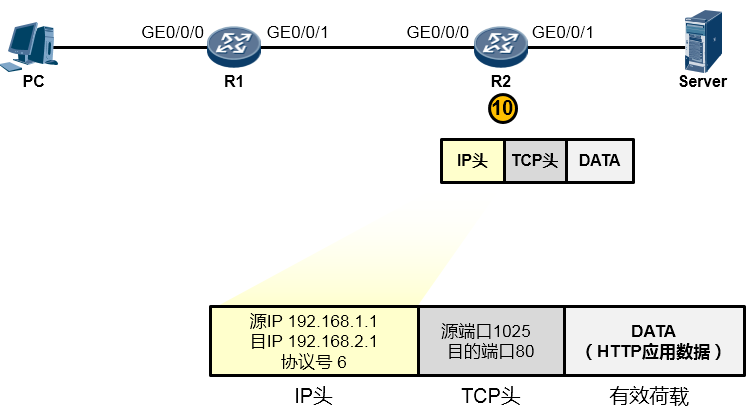 GE0/0/0 GE0/0/1 GE0/0/0 GE0/0/1
PC R1 R2 Server
10
IP头 TCP头 DATA
源IP 192.168.1.1
目IP 192.168.2.1
协议号 6
源端口1025
目的端口80
DATA
（HTTP应用数据）
IP头 TCP头 有效荷载